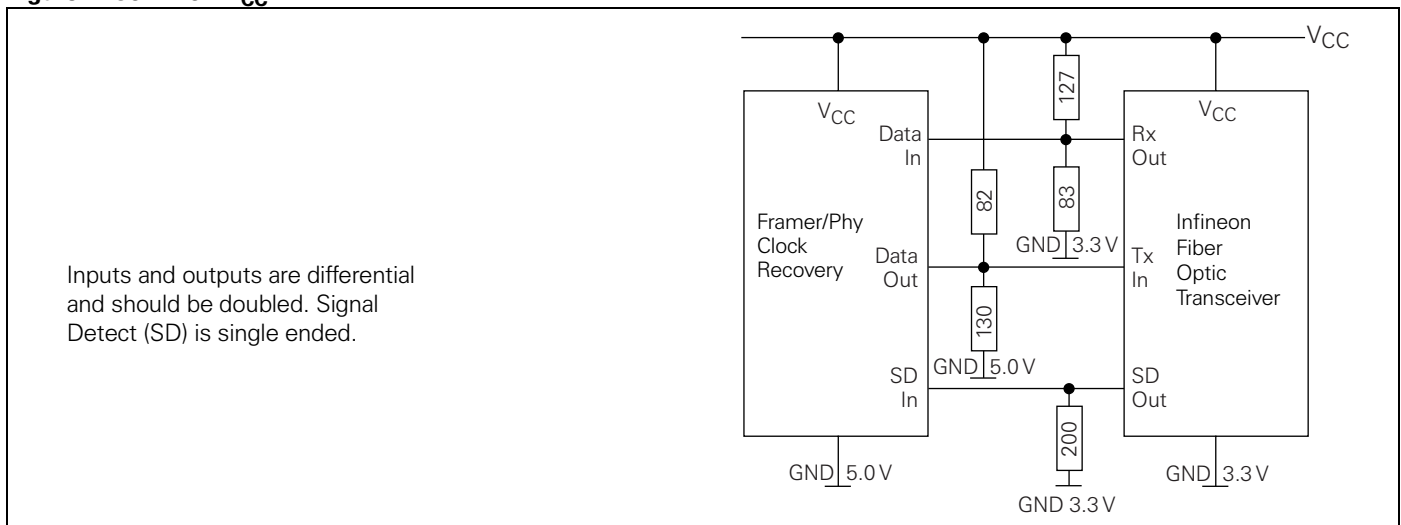 Inputs and outputs are differential
and should be doubled. Signal
Detect (SD) is single ended.
VCC
VCC
VCC
Data
In
Rx
Out
127
82
83
GND 3.3 V
Framer/Phy
Clock
Recovery
Data
Out
Tx
In
Infineon
Fiber
Optic
Transceiver
130
GND 5.0 V
SD
In
SD
Out
200
GND 5.0 V
GND 3.3 V
GND 3.3 V